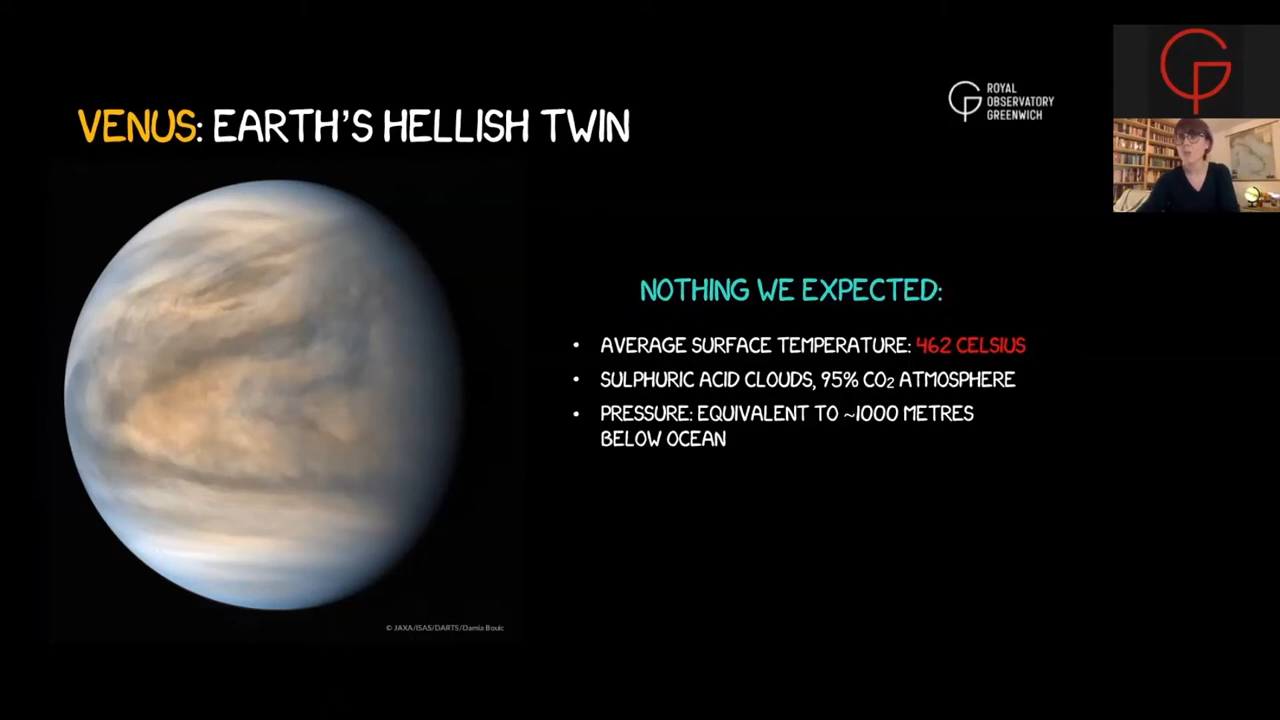 VENUS: EARTH'S HELLISH TWIN
ROYAL
OBSERVATORY
GREENWICH
NOTHING WE EXPECTED:
• AVERAGE SURFACE TEMPERATURE: 462 CELSIUS
• SULPHURIC ACID CLOUDS, 95% CO₂ ATMOSPHERE
• PRESSURE: EQUIVALENT TO ~1000 METRES
BELOW OCEAN
© JAXA/ISAS/DARTS/Damia Bouic